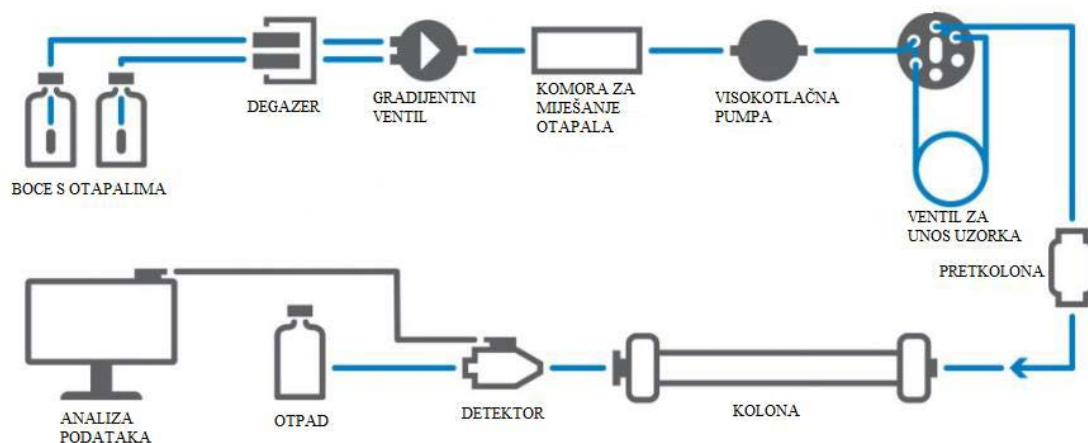 DEGAZER
GRADIJENTNI
VENTIL
KOMORA ZA
MIJEŠANJE
OTAPALA
VISOKOTLAČNA
PUMPA
BOCE S OTAPALIMA
VENTIL ZA
UNOS UZORKA
PRETKOLONA
ANALIZA
PODATAKA
OTPAD
DETEKTOR
KOLONA